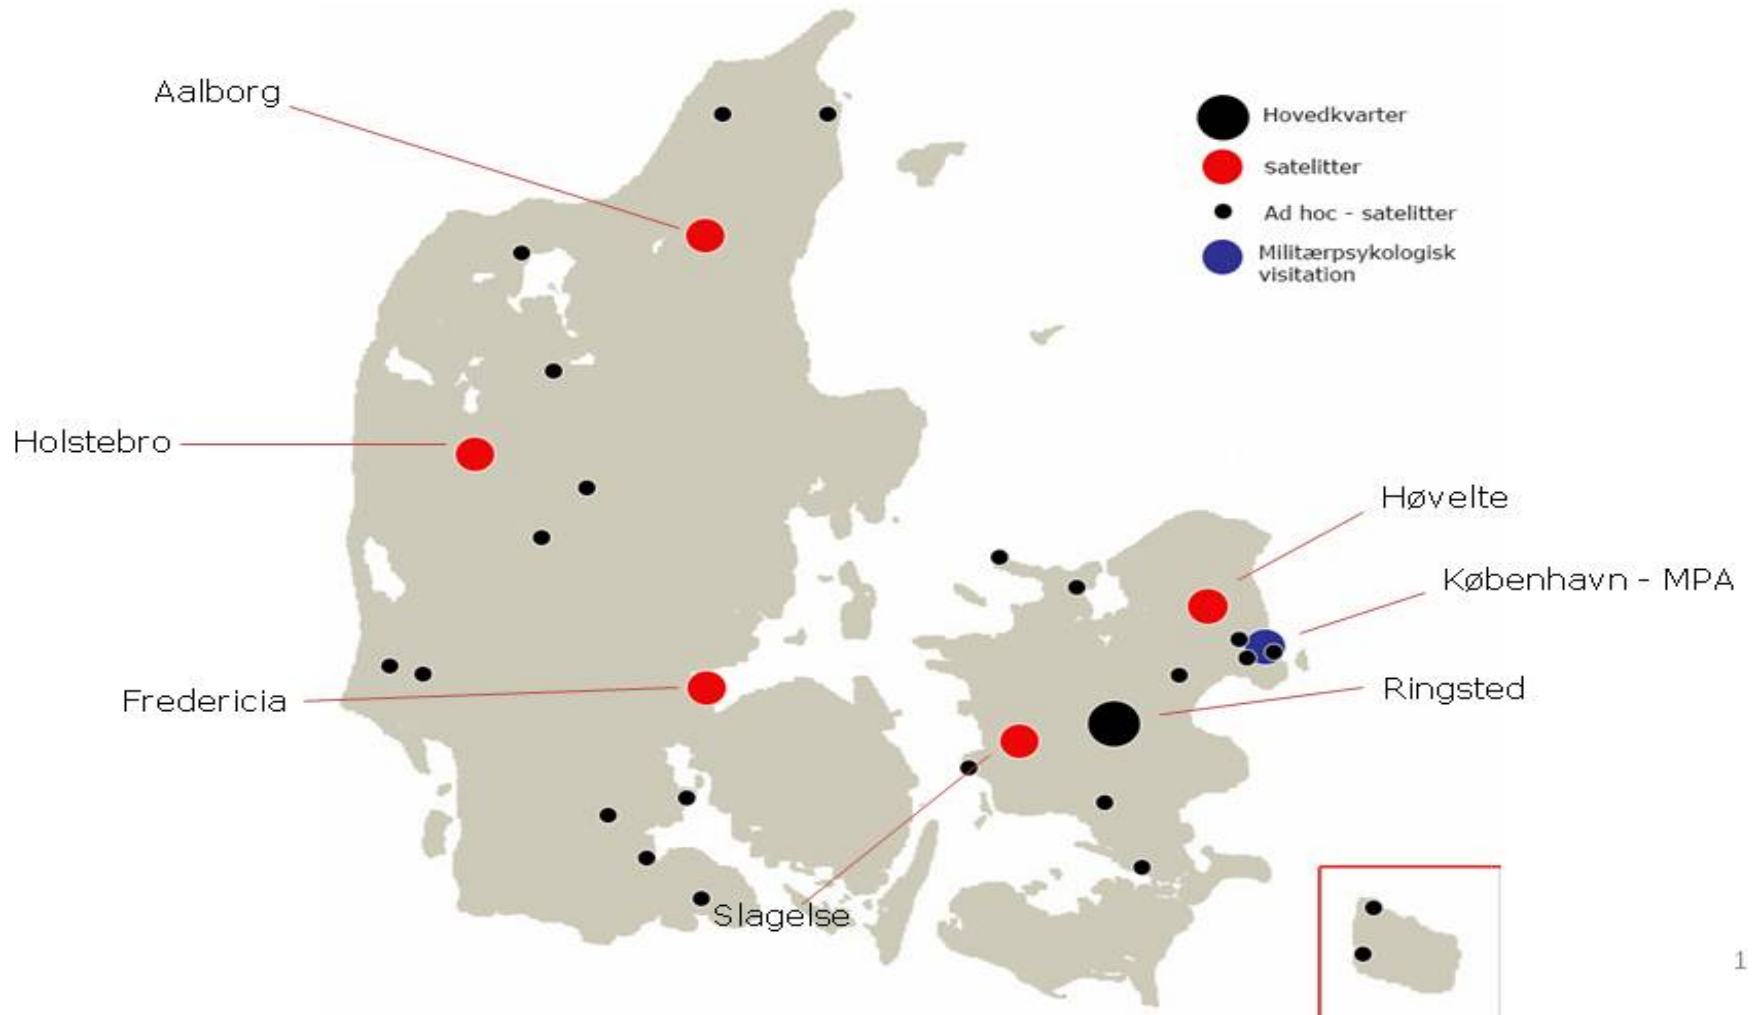 Aalborg
Hovedkvarter
Satelitter
Ad hoc - satelitter
Militærpsykologisk
visitation
Holstebro
Høvelte
København - MPA
Fredericia
Ringsted
Slagelse
1